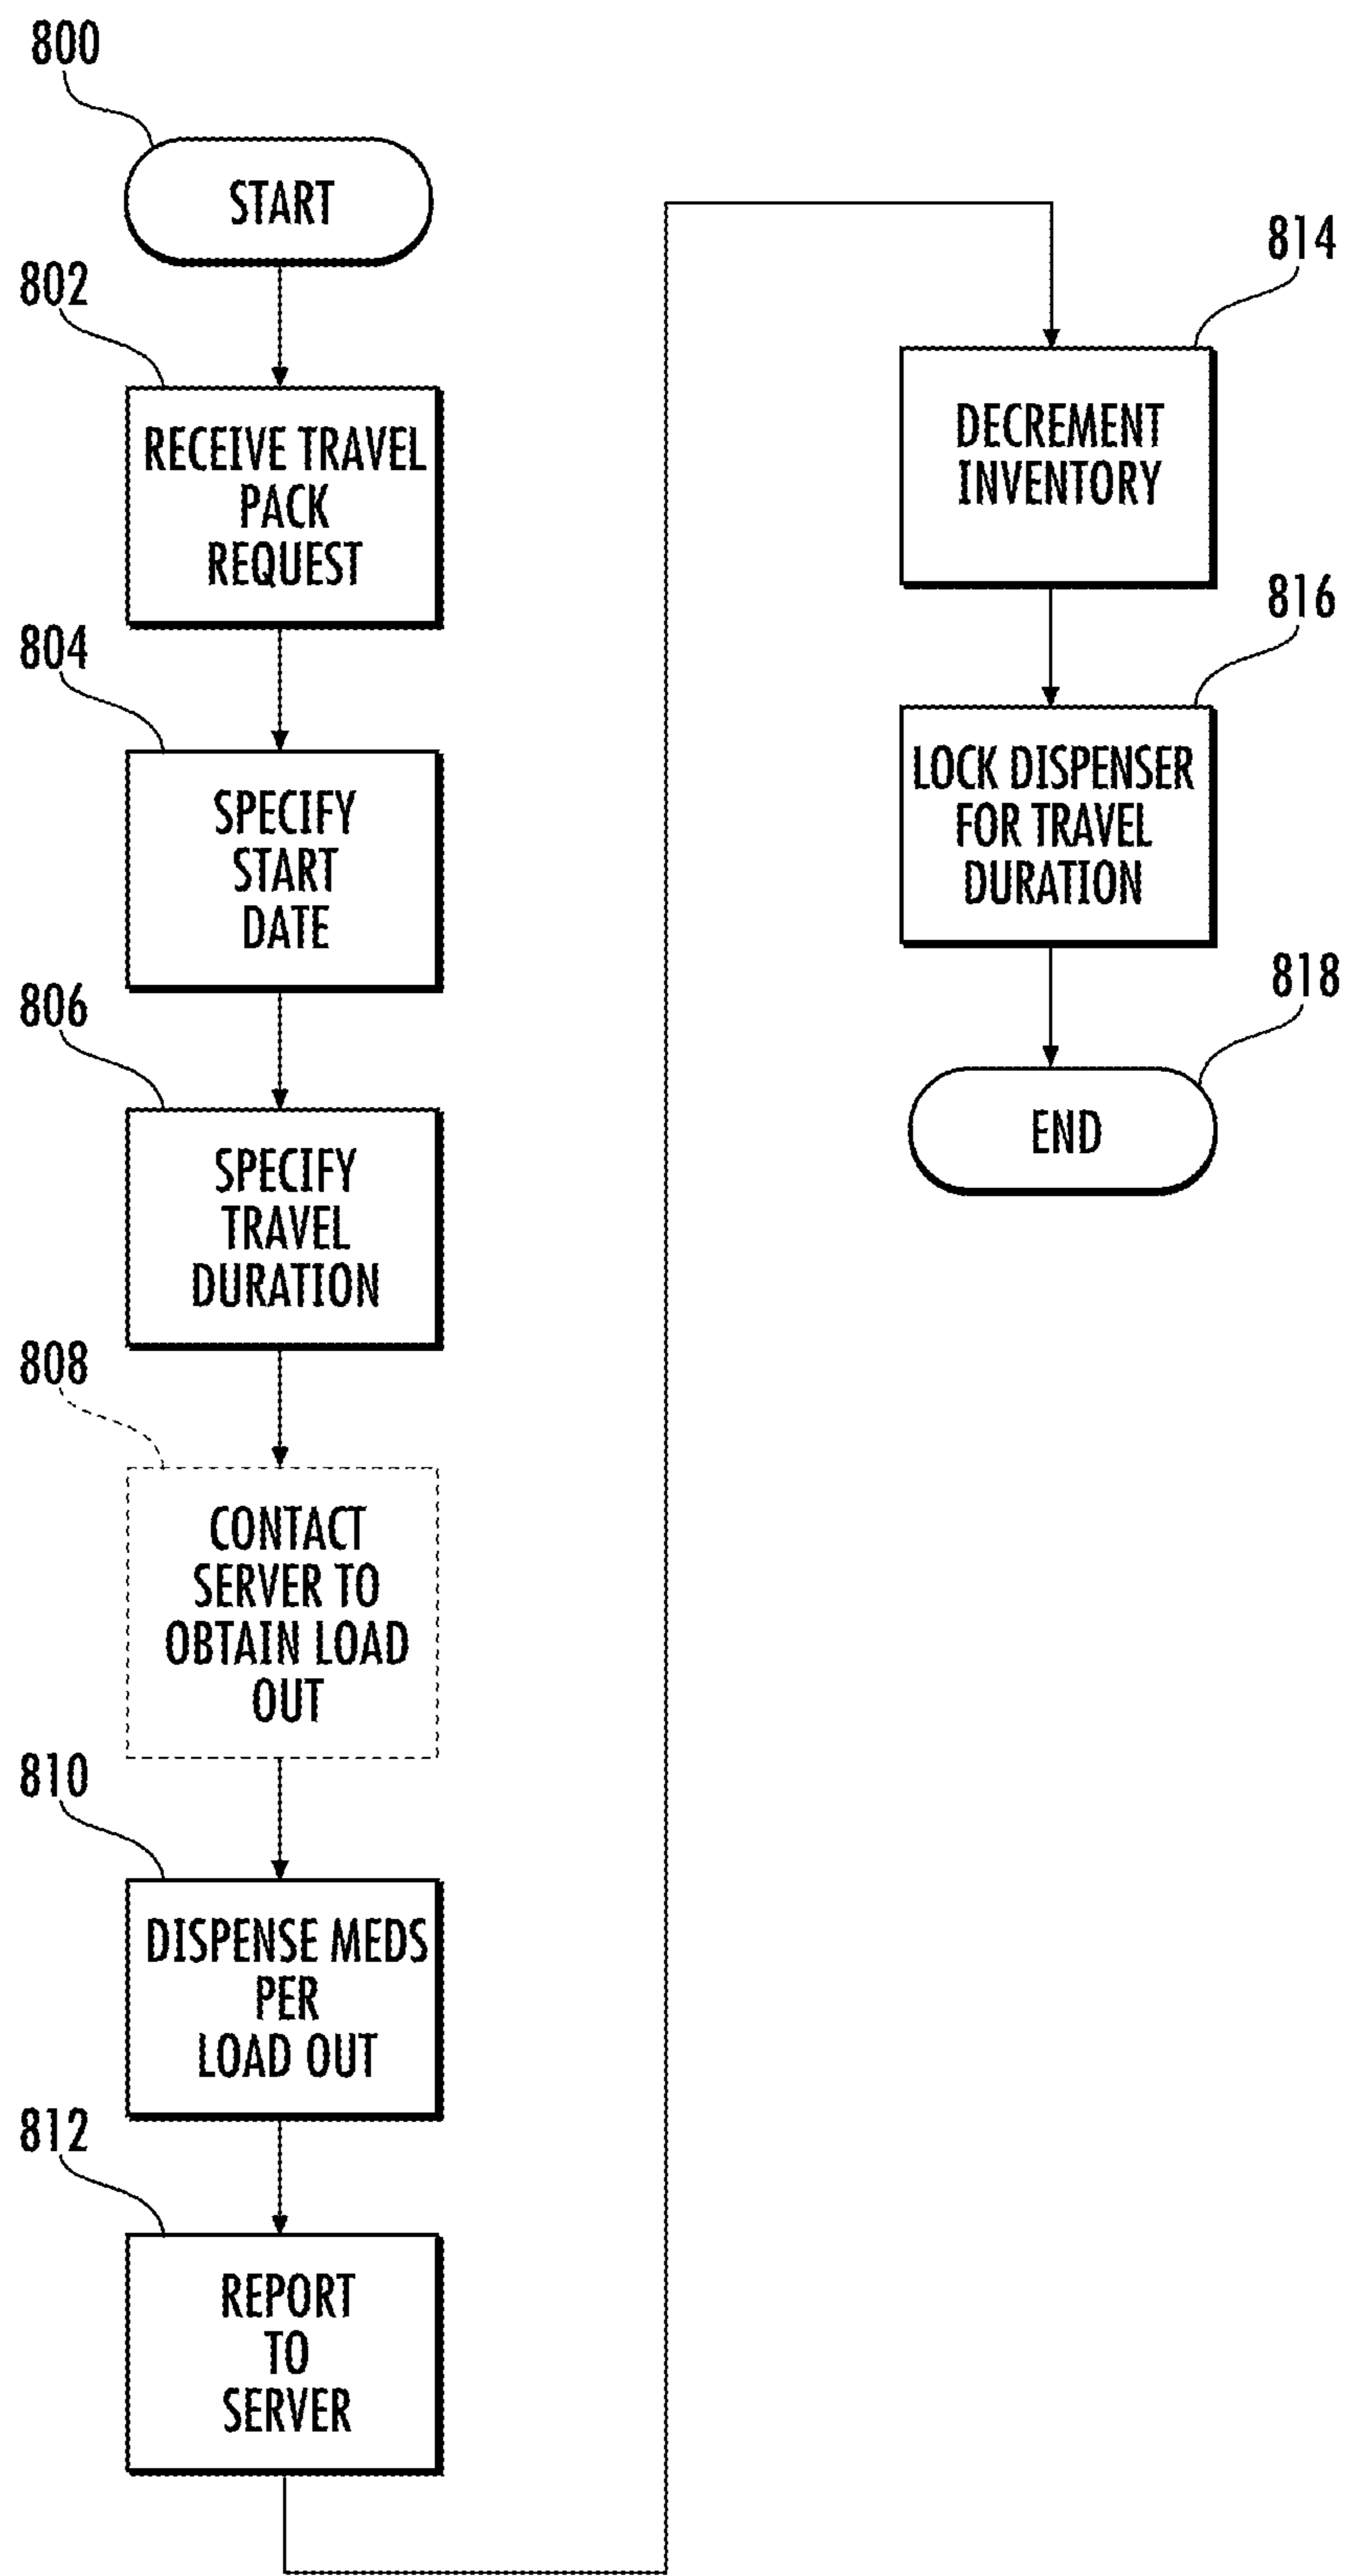 800
START
802
RECEIVE TRAVEL
PACK
REQUEST
804
SPECIFY
START
DATE
806
SPECIFY
TRAVEL
DURATION
808
CONTACT
SERVER TO
OBTAIN LOAD
OUT
810
DISPENSE MEDS
PER
LOAD OUT
812
REPORT
TO
SERVER
814
DECREMENT
INVENTORY
816
LOCK DISPENSER
FOR TRAVEL
DURATION
818
END